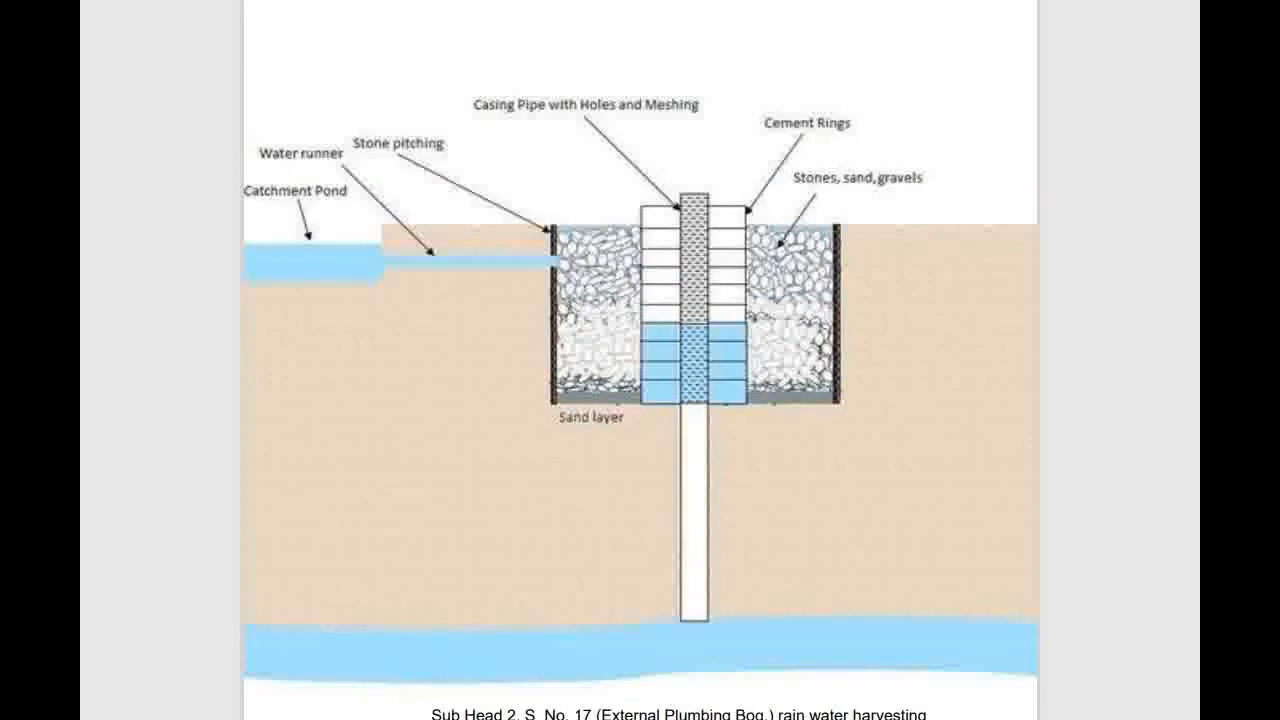 Casing Pipe with Holes and Meshing
Cement Rings
Stone pitching
Water runner
Stones, sand,gravels
Catchment Pond
Sand layer
Sub Head 2, S. No. 17 (External Plumbing Bog.) rain water harvesting